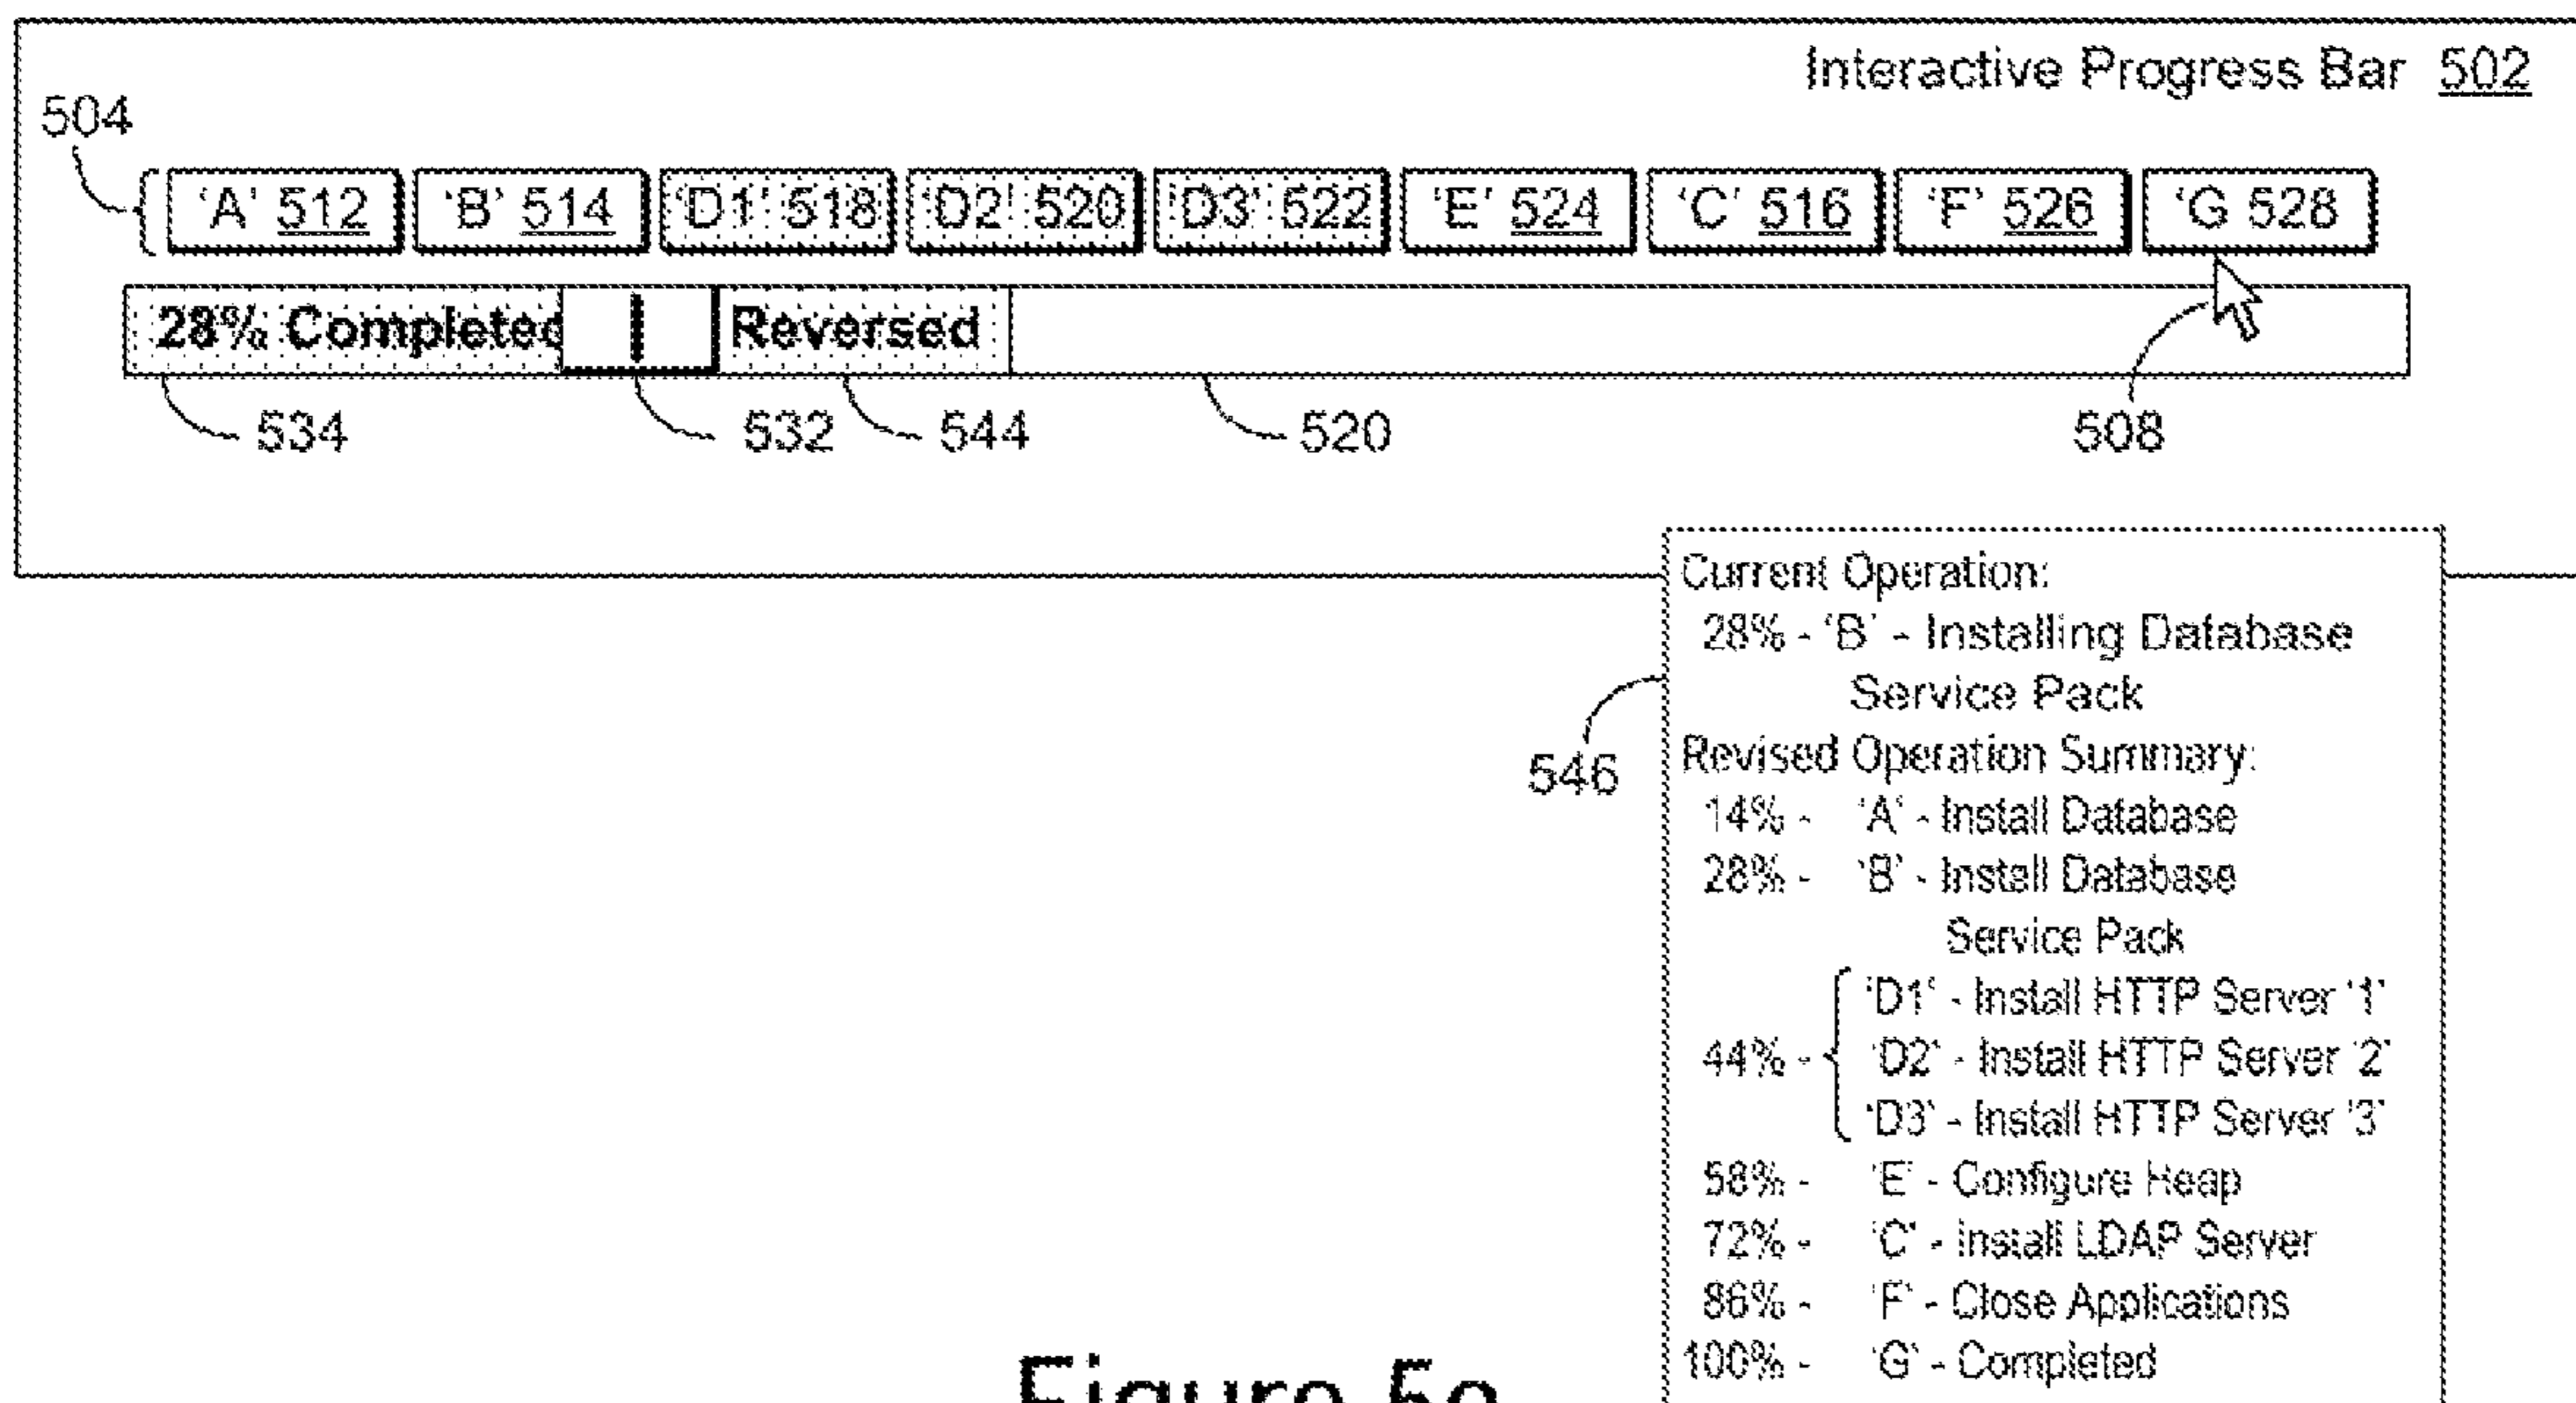 Interactive Progress Bar 502
504
'A' 512 'B' 514 'D1' 518 'D2' 520 'D3' 522 'E' 524 'C' 516 'F' 526 'G 528
28% Completed Reversed
534 532 544 520 508
Current Operation:
28% - 'B' - Installing Database
Service Pack
546
Revised Operation Summary:
14% - 'A' - Install Database
28% - 'B' - Install Database
Service Pack
'D1' - Install HTTP Server '1'
44% - 'D2' - Install HTTP Server '2'
'D3' - Install HTTP Server '3'
58% - 'E' - Configure Heap
72% - 'C' - Install LDAP Server
86% - 'F' - Close Applications
100% - 'G' - Completed
Figure